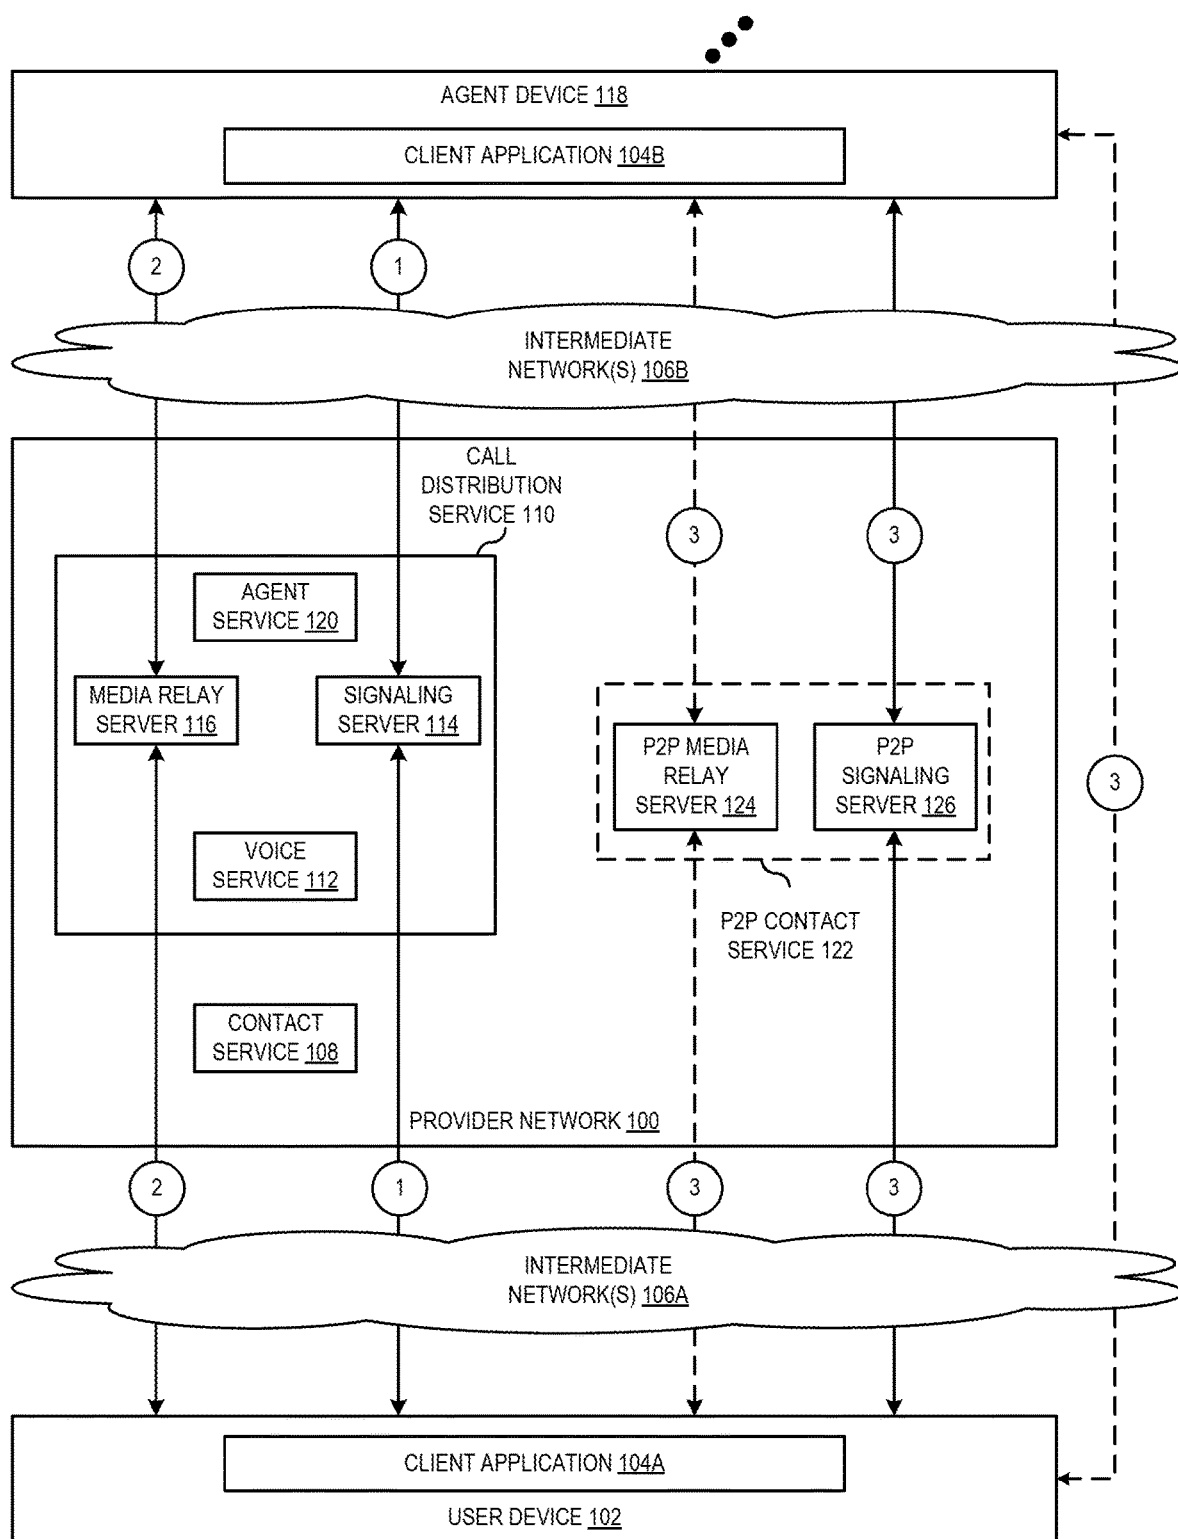 AGENT DEVICE 118
CLIENT APPLICATION 104B
2
1
INTERMEDIATE
NETWORK(S) 106B
CALL
DISTRIBUTION
SERVICE 110
3
3
AGENT
SERVICE 120
MEDIA RELAY
SERVER 116
SIGNALING
SERVER 114
P2P MEDIA
RELAY
SERVER 124
P2P
SIGNALING
SERVER 126
3
VOICE
SERVICE 112
P2P CONTACT
SERVICE 122
CONTACT
SERVICE 108
PROVIDER NETWORK 100
2
1
3
3
INTERMEDIATE
NETWORK(S) 106A
CLIENT APPLICATION 104A
USER DEVICE 102